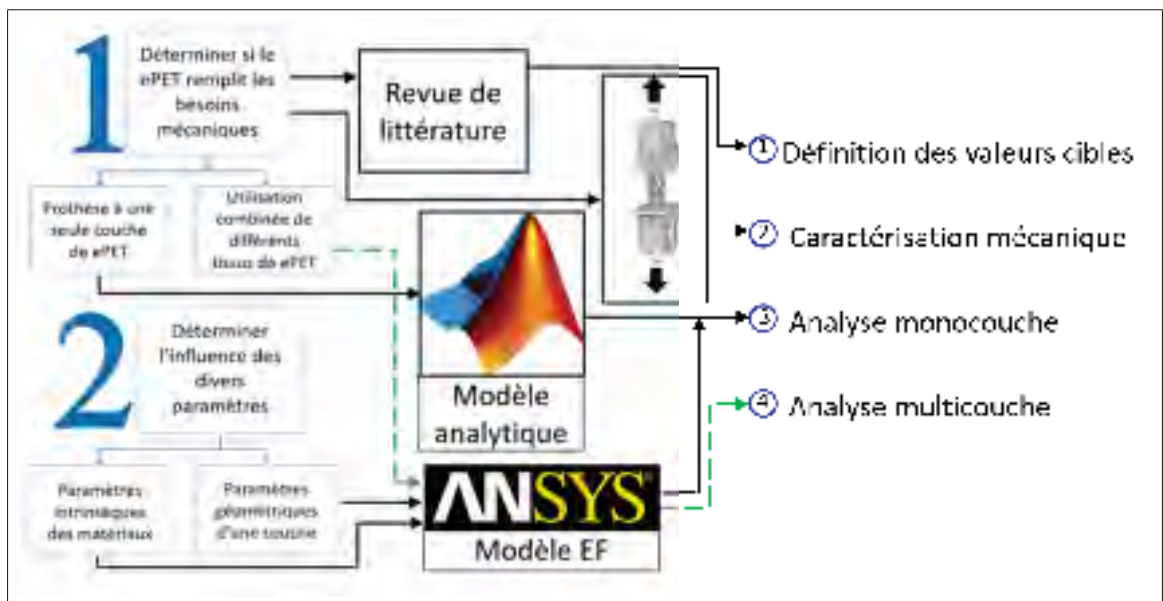 1
Déterminer si le
ePET remplit les
besoins
mécaniques
Prothèse à une
seule couche
de ePET
Utilisation
combinée de
différents
tissus de ePET
2
Déterminer
l'influence des
divers
paramètres
Paramètres
intrinsèques
des matériaux
Paramètres
géométriques
d'une
Revue de
littérature
Modèle
analytique
ANSYS
Modèle EF
1 Définition des valeurs cibles
2 Caractérisation mécanique
3 Analyse monocouche
4 Analyse multicouche